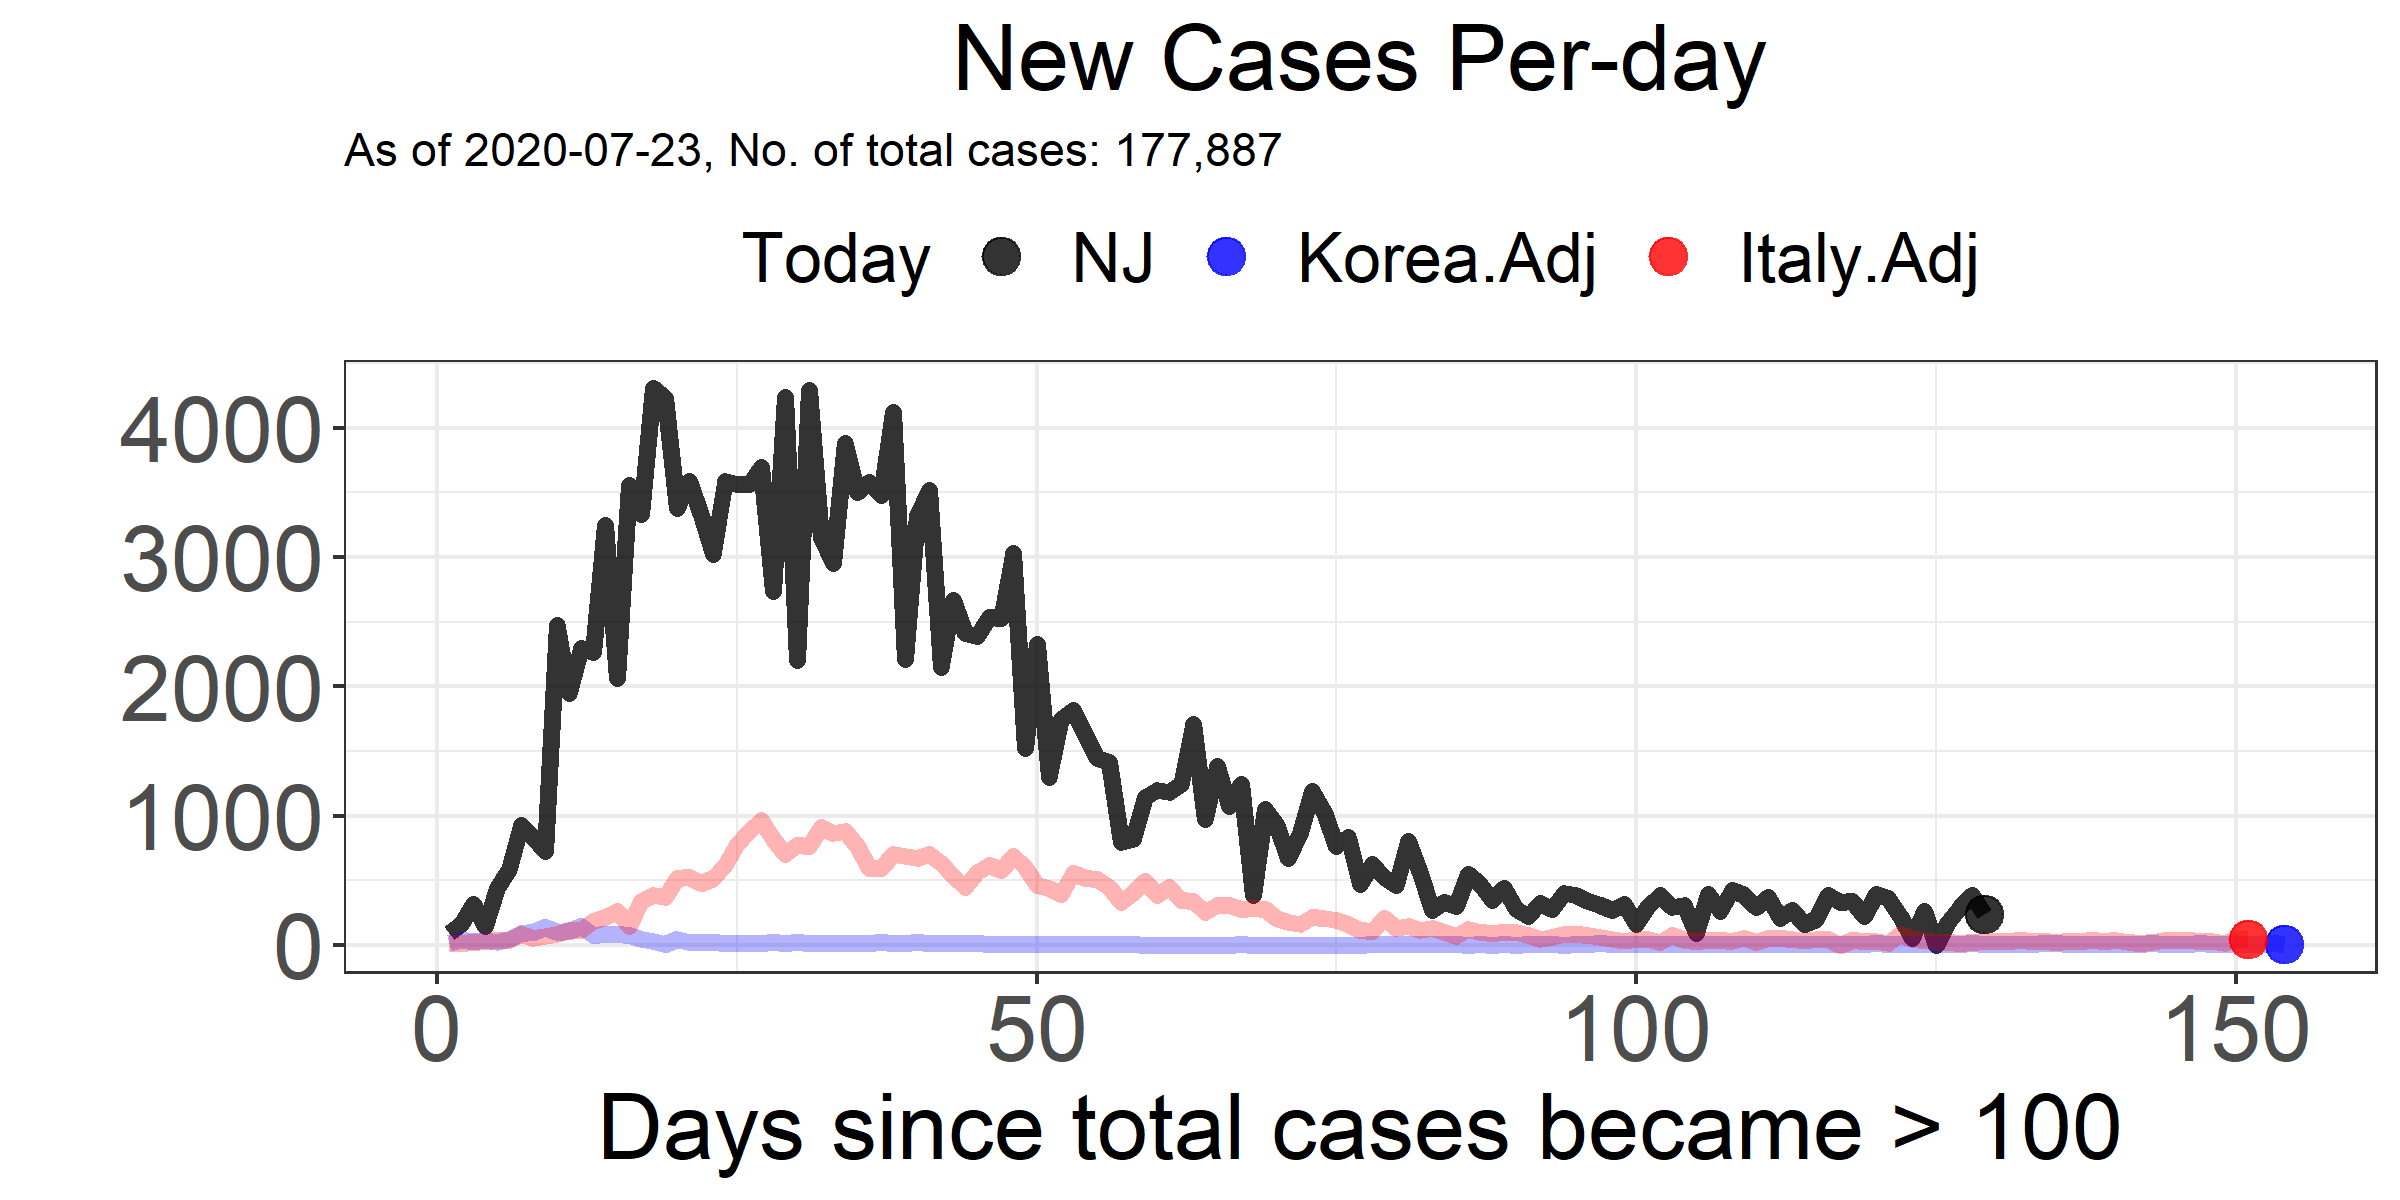 New Cases Per-day
As of 2020-07-23, No. of total cases: 177,887
Today NJ Korea.Adj Italy.Adj
4000
3000
2000
1000
0
0 50 100 150
Days since total cases became > 100